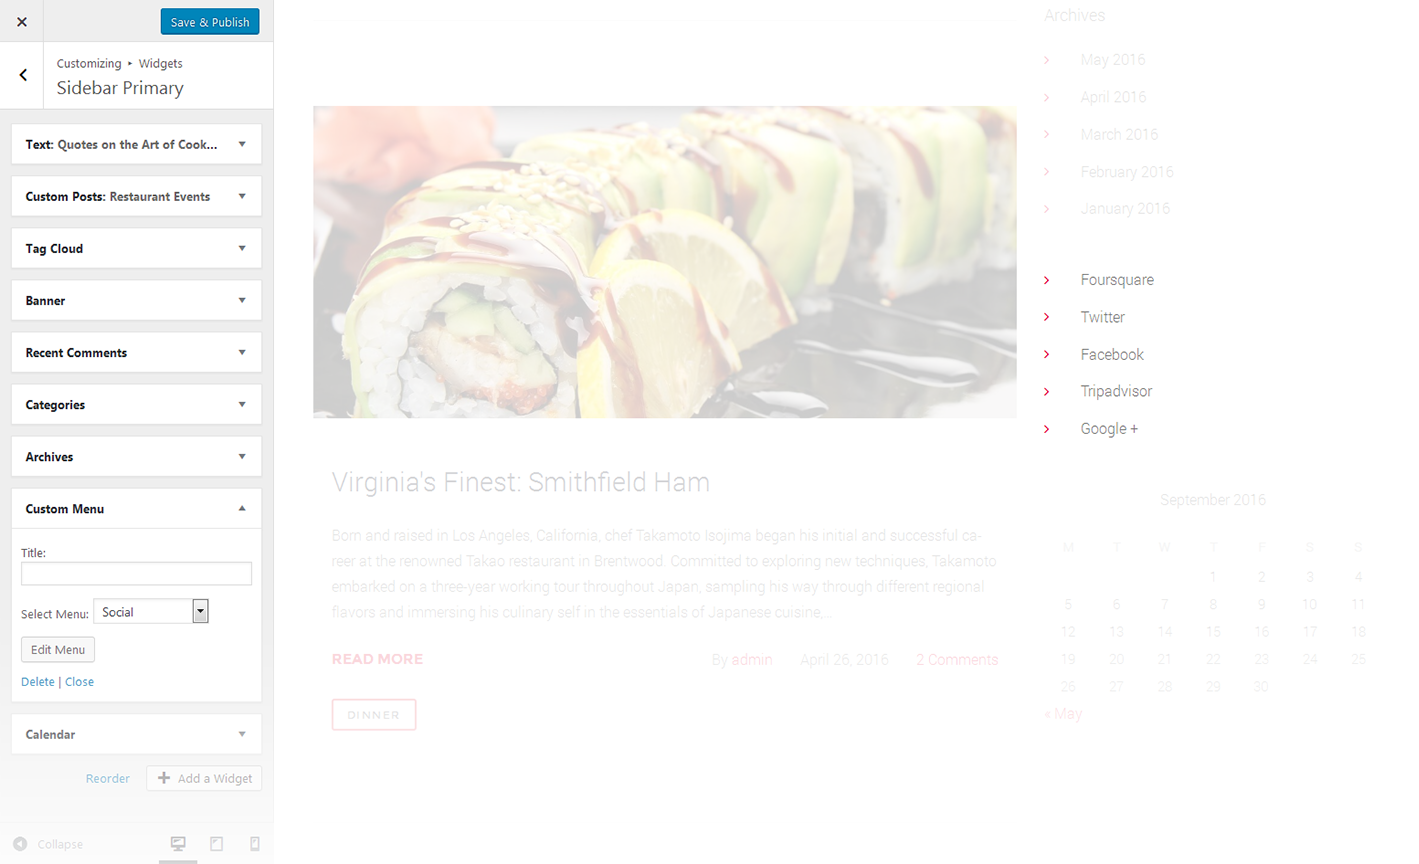 Save & Publish
Customizing ▸ Widgets
Sidebar Primary
Text: Quotes on the Art of Cook...
Custom Posts: Restaurant Events
Tag Cloud
Banner
Recent Comments
Categories
Archives
Custom Menu
Title:
Select Menu: Social
Edit Menu
Delete | Close
Calendar
Reorder
Add a Widget
Collapse
Virginia's Finest: Smithfield Ham
Born and raised in Los Angeles, California, chef Takamoto Isojima began his initial and successful ca-
reer at the renowned Takao restaurant in Brentwood. Committed to exploring new techniques, Takamoto
embarked on a three-year working tour throughout Japan, sampling his way through different regional
flavors and immersing his culinary self in the essentials of Japanese cuisine,...
READ MORE
By admin April 26, 2016 2 Comments
DINNER
Archives
May 2016
April 2016
March 2016
February 2016
January 2016
Foursquare
Twitter
Facebook
Tripadvisor
Google +
September 2016
M T W T F S S
1 2 3 4
5 6 7 8 9 10 11
12 13 14 15 16 17 18
19 20 21 22 23 24 25
26 27 28 29 30
« May